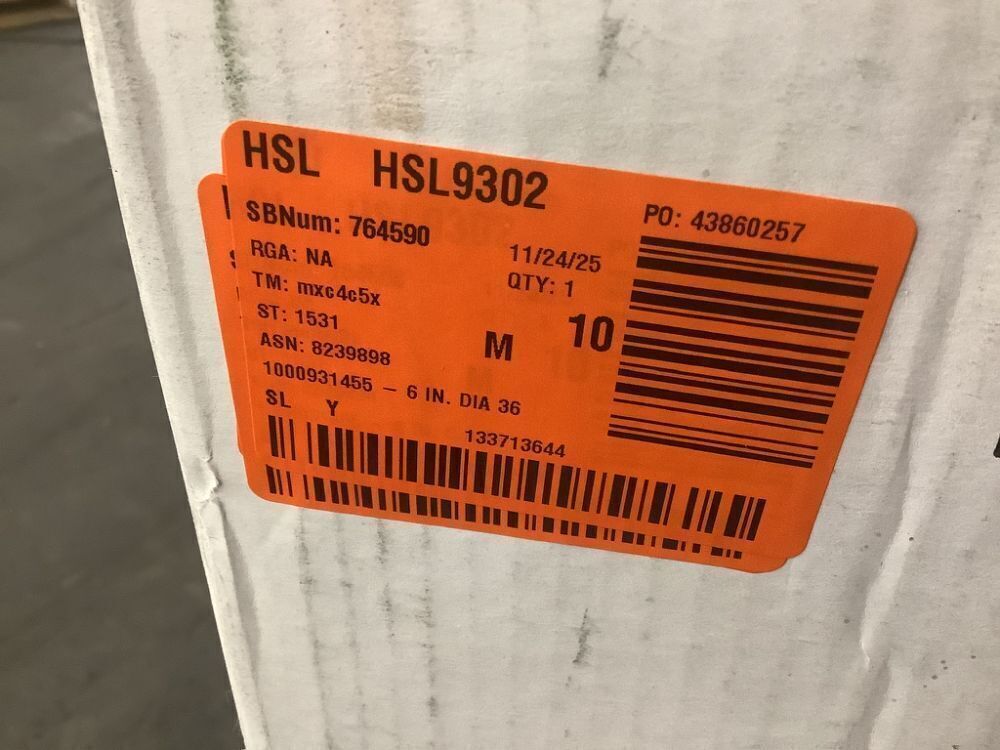 HSL HSL9302
SBNum: 764590
PO: 43860257
RGA: NA
11/24/25
TM: mxc4c5x
QTY: 1
ST: 1531
M 10
ASN: 8239898
1000931455 – 6 IN. DIA 36
SL Y
133713644